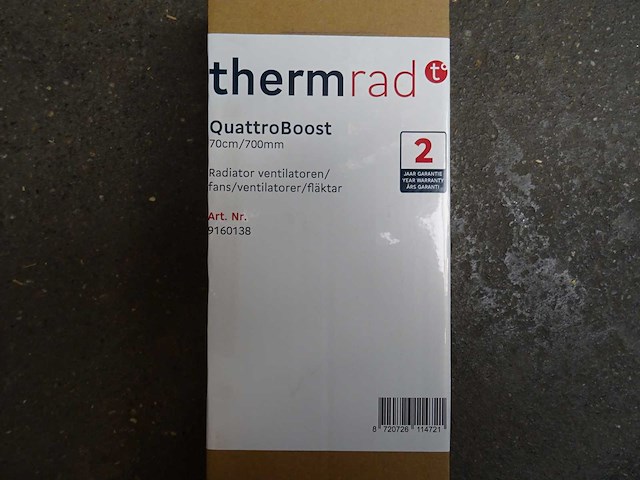 thermrad t°
QuattroBoost
70cm/700mm
Radiator ventilatoren/
fans/ventilatorer/fläktar
2
JAAR GARANTIE
YEAR WARRANTY
ÅRS GARANTI
Art. Nr.
9160138
8 720726 114721